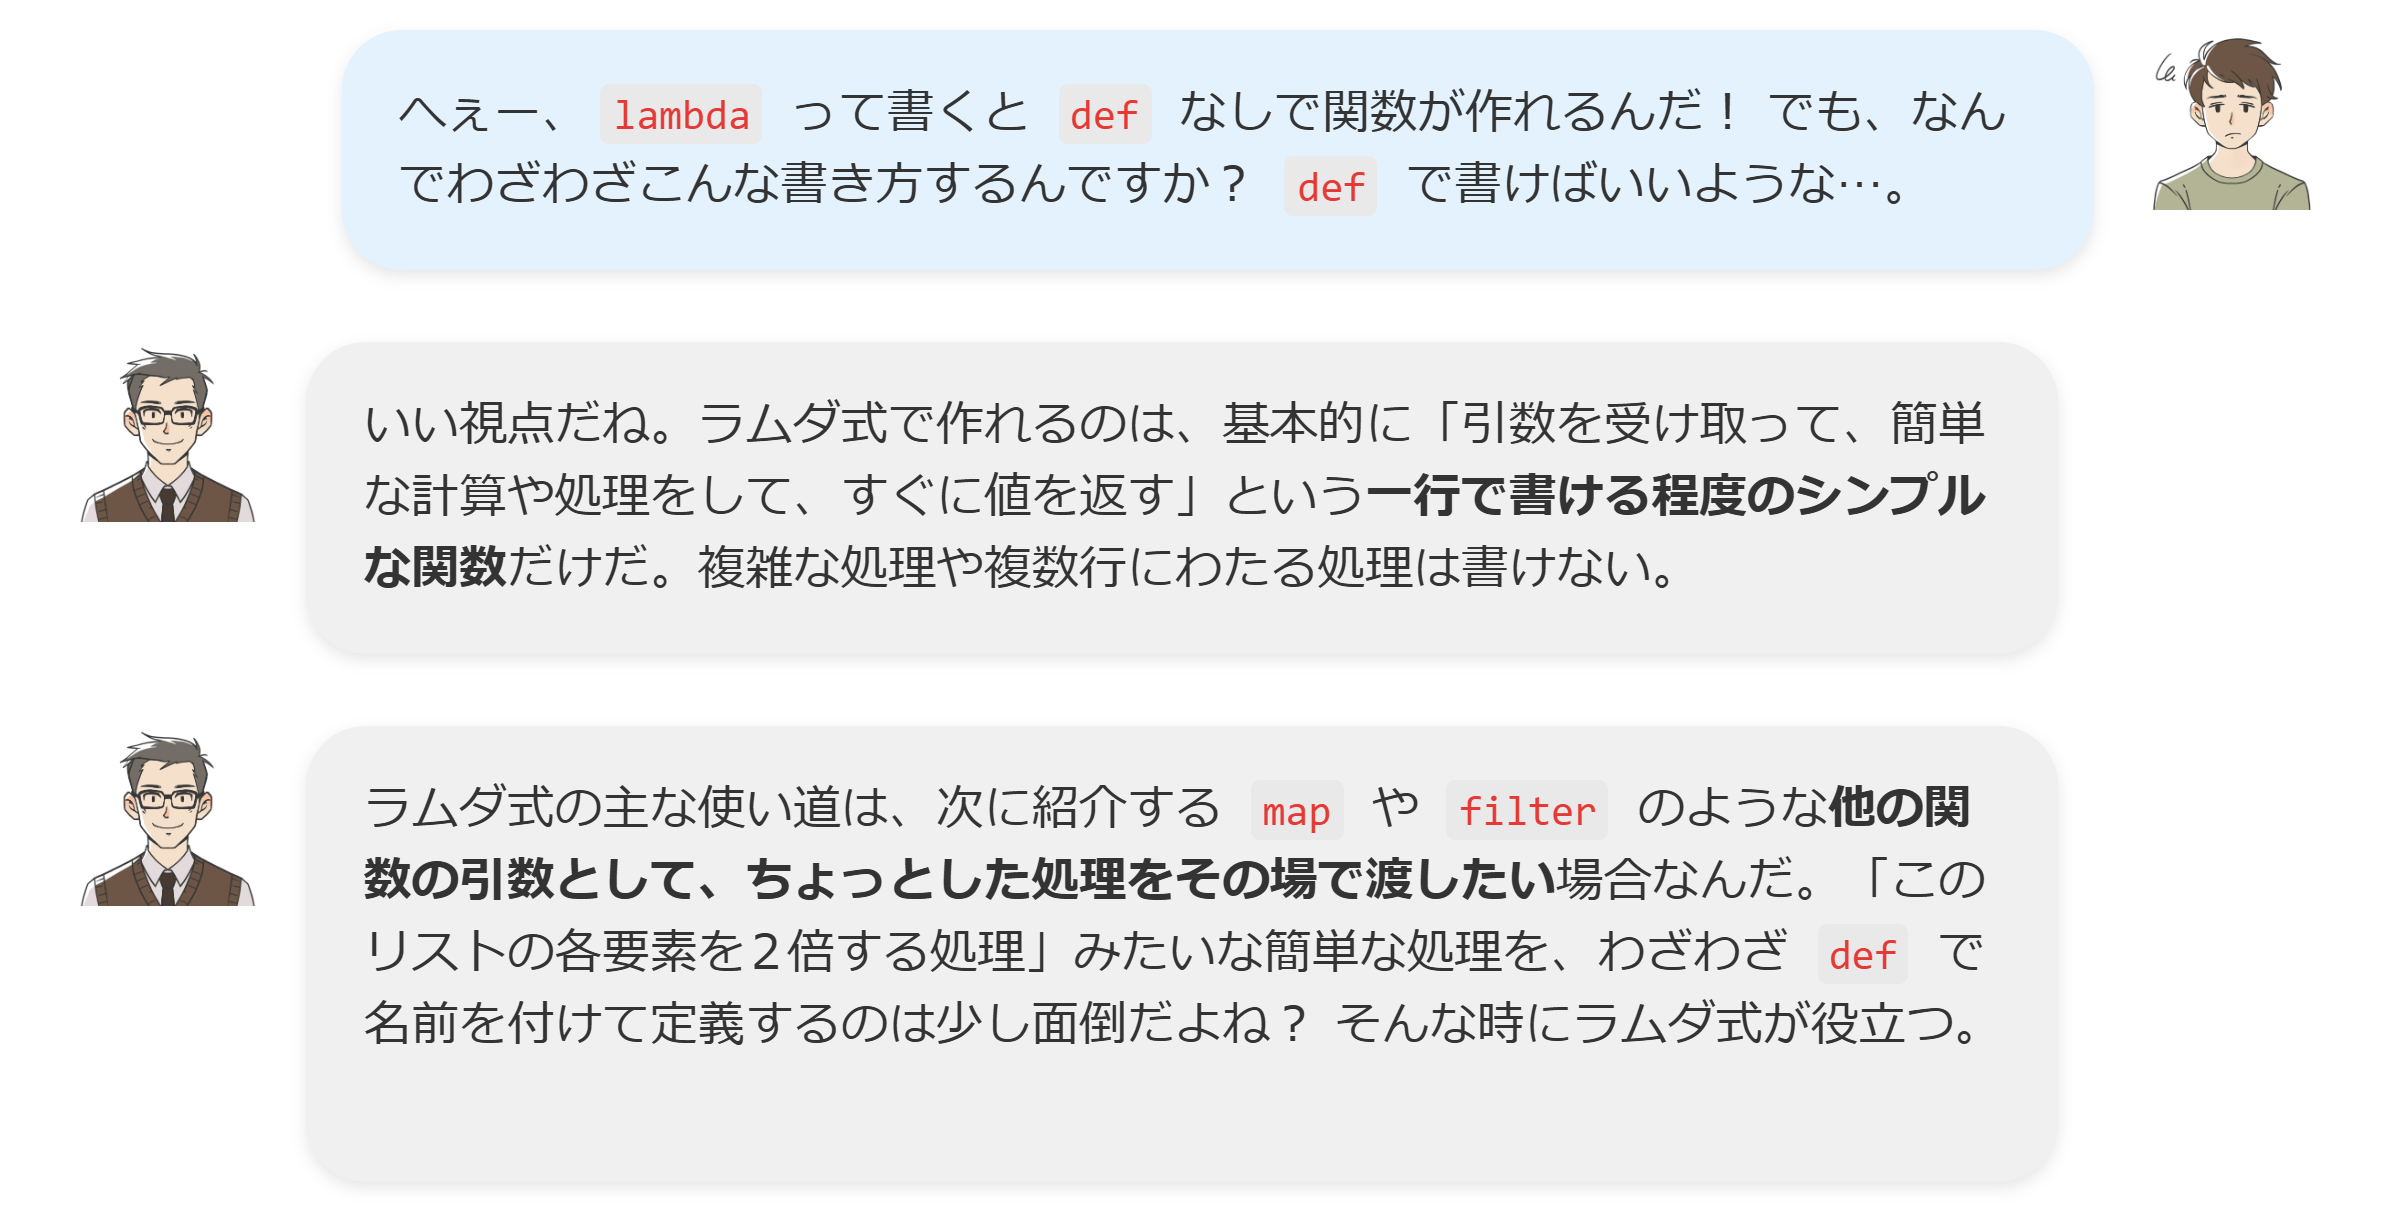 へぇー、 lambda って書くと def なしで関数が作れるんだ！ でも、なん
でわざわざこんな書き方するんですか？ def で書けばいいような…。
いい視点だね。ラムダ式で作れるのは、基本的に「引数を受け取って、簡単
な計算や処理をして、すぐに値を返す」という一行で書ける程度のシンプル
な関数だけだ。複雑な処理や複数行にわたる処理は書けない。
ラムダ式の主な使い道は、次に紹介する map や filter のような他の関
数の引数として、ちょっとした処理をその場で渡したい場合なんだ。「この
リストの各要素を２倍する処理」みたいな簡単な処理を、わざわざ def で
名前を付けて定義するのは少し面倒だよね？ そんな時にラムダ式が役立つ。